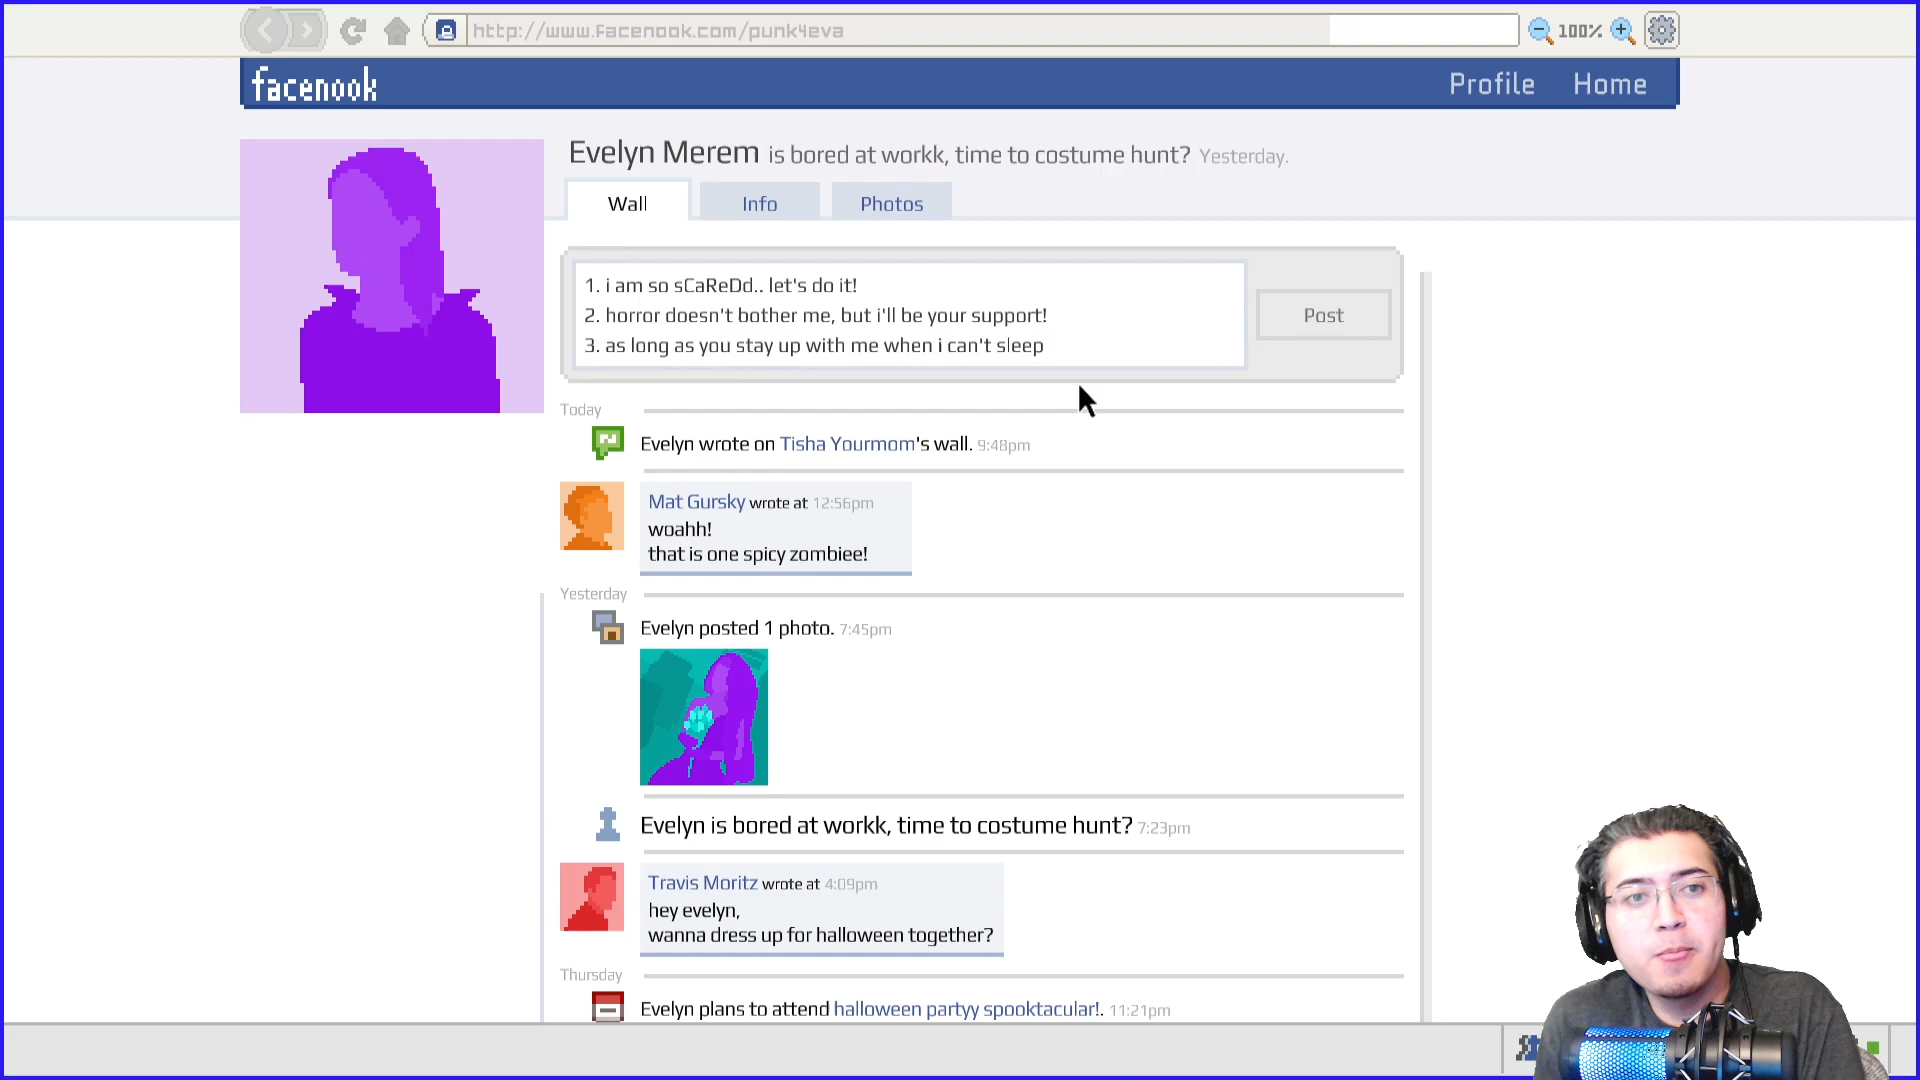 http://www.facenook.com/punk4eva
100%
facenook
Profile
Home
Evelyn Merem is bored at workk, time to costume hunt? Yesterday.
Wall
Info
Photos
1. i am so sCaReDd.. let's do it!
2. horror doesn't bother me, but i'll be your support!
3. as long as you stay up with me when i can't sleep
Post
Today
Evelyn wrote on Tisha Yourmom's wall. 9:48pm
Mat Gursky wrote at 12:56pm
woahh!
that is one spicy zombiee!
Yesterday
Evelyn posted 1 photo. 7:45pm
Evelyn is bored at workk, time to costume hunt? 7:23pm
Travis Moritz wrote at 4:09pm
hey evelyn,
wanna dress up for halloween together?
Thursday
Evelyn plans to attend halloween partyy spooktacular!. 11:21pm